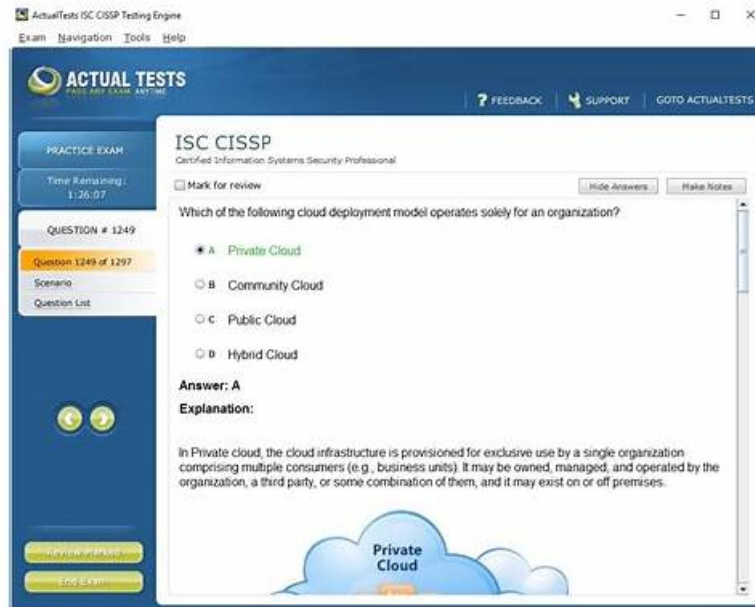 ActualTests ISC CISSP Testing Engine
Exam Navigation Tools Help
ACTUAL TESTS
PASS ANY EXAM ANYTIME
? FEEDBACK
SUPPORT
GOTO ACTUALTESTS
PRACTICE EXAM
Time Remaining:
1:26:07
QUESTION # 1249
Question 1249 of 1297
Scenario
Question List
Review Marked
End Exam
ISC CISSP
Certified Information Systems Security Professional
Mark for review
Hide Answers
Make Notes
Which of the following cloud deployment model operates solely for an organization?
A Private Cloud
B Community Cloud
C Public Cloud
D Hybrid Cloud
Answer: A
Explanation:
In Private cloud, the cloud infrastructure is provisioned for exclusive use by a single organization
comprising multiple consumers (e.g., business units). It may be owned, managed, and operated by the
organization, a third party, or some combination of them, and it may exist on or off premises.
Private
Cloud